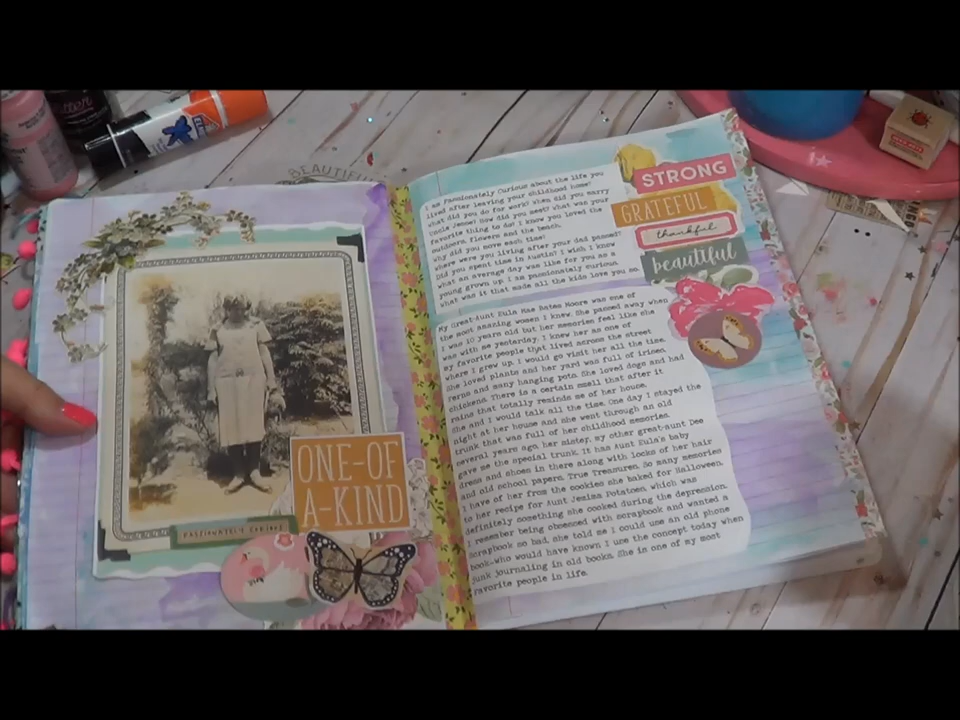 BEAUTIFUL
ONE-OF
A-KIND
PASSIONATELY CURIOUS
I am Passionately Curious about the life you
lived after leaving your childhood home?
What did you do for work? When did you marry
Uncle Jesse? How did you meet? What was your
favorite thing to do? I know you loved the
outdoors flowers and the beach.
Why did you move each time?
Where were you living after your dad passed?
Did you spent time in Austin? I wish I know
what an average day was like for you as a
young grown up. I am passionately curious
what was it that made all the kids love you so.
STRONG
GRATEFUL
thankful
beautiful
My Great-Aunt Eula Mae Bates Moore was one of
the most amazing women I knew. She passed away when
I was 10 years old but her memories feel like she
was with me yesterday. I knew her as one of
my favorite people that lived across the street
where I grew up. I would go visit her all the time.
She loved plants and her yard was full of irises,
ferns and many hanging pots. She loved dogs and had
chickens. There is a certain smell that after it
rains that totally reminds me of her house.
She and I would talk all the time. One day I stayed the
night at her house and she went through an old
trunk that was full of her childhood memories.
Several years ago, her sister, my other great-aunt Dee
gave me the special trunk. It has Aunt Eula's baby
dress and shoes in there along with locks of her hair
and old school papers. True Treasures. So many memories
I have of her from the cookies she baked for Halloween
to her recipe for Aunt Jemima Potatoes, which was
definitely something she cooked during the depression.
I remember being obsessed with scrapbook and wanted a
scrapbook so bad, she told me I could use an old phone
book-who would have known I use the concept today when
junk journaling in old books. She is one of my most
favorite people in life.